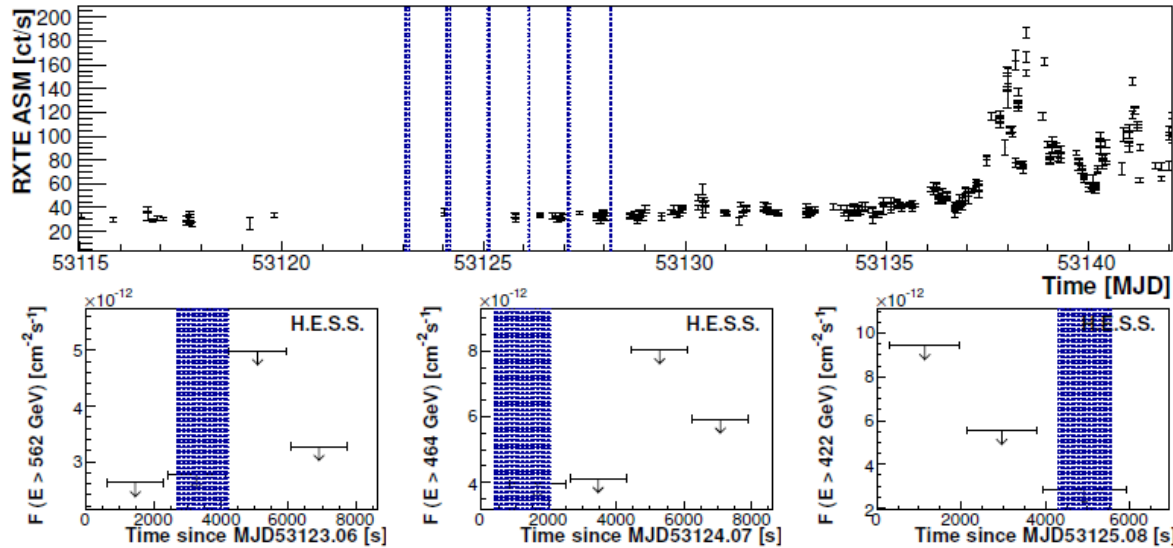 RXTE ASM [ct/s]
200
180
160
140
120
100
80
60
40
20
53115 53120 53125 53130 53135 53140
Time [MJD]
×10⁻¹²
H.E.S.S.
F (E > 562 GeV) [cm⁻²s⁻¹]
5
4
3
0 2000 4000 6000 8000
Time since MJD53123.06 [s]
×10⁻¹²
H.E.S.S.
F (E > 464 GeV) [cm⁻²s⁻¹]
8
6
4
0 2000 4000 6000 8000
Time since MJD53124.07 [s]
×10⁻¹²
H.E.S.S.
F (E > 422 GeV) [cm⁻²s⁻¹]
10
8
6
4
2
0 2000 4000 6000 8000
Time since MJD53125.08 [s]